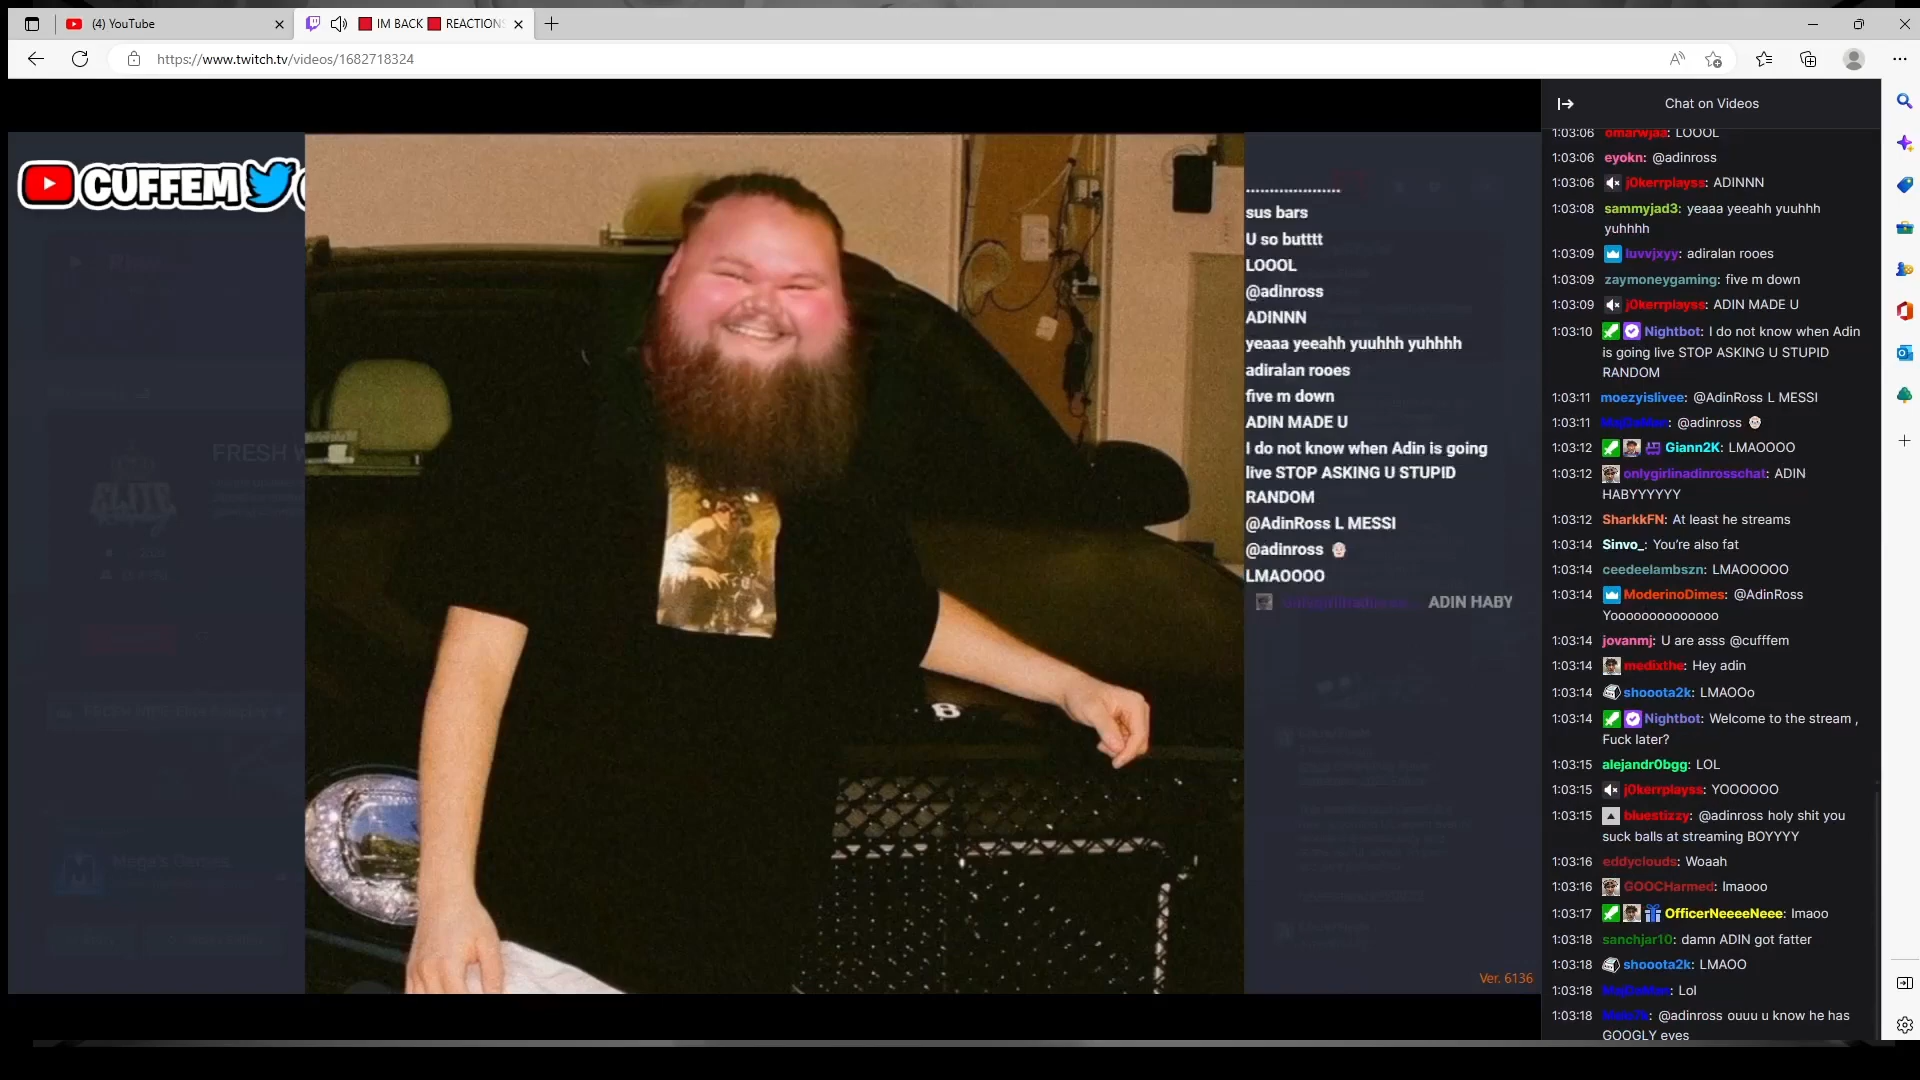 (4) YouTube
IM BACK REACTIONS
https://www.twitch.tv/videos/1682718324
CUFFEM
sus bars
U so butttt
LOOOL
@adinross
ADINNN
yeaaa yeeahh yuuhhh yuhhhh
adiralan rooes
five m down
ADIN MADE U
I do not know when Adin is going
live STOP ASKING U STUPID
RANDOM
@AdinRoss L MESSI
@adinross
LMAOOOO
ADIN HABY
FRESH
ELITE
B
Ver. 6136
Chat on Videos
1:03:06 omarwjaa: LOOOL
1:03:06 eyokn: @adinross
1:03:06 j0kerrplayss: ADINNN
1:03:08 sammyjad3: yeaaa yeeahh yuuhhh
yuhhhh
1:03:09 luvvjxyy: adiralan rooes
1:03:09 zaymoneygaming: five m down
1:03:09 j0kerrplayss: ADIN MADE U
1:03:10 Nightbot: I do not know when Adin
is going live STOP ASKING U STUPID
RANDOM
1:03:11 moezyislivee: @AdinRoss L MESSI
1:03:11 @adinross
1:03:12 Giann2K: LMAOOOO
1:03:12 onlygirlinadinrosschat: ADIN
HABYYYYYY
1:03:12 SharkkFN: At least he streams
1:03:14 Sinvo_: You're also fat
1:03:14 ceedeelambszn: LMAOOOOO
1:03:14 ModerinoDimes: @AdinRoss
Yoooooooooooooo
1:03:14 jovanmj: U are asss @cufffem
1:03:14 medixthe: Hey adin
1:03:14 shooota2k: LMAOOo
1:03:14 Nightbot: Welcome to the stream ,
Fuck later?
1:03:15 alejandr0bgg: LOL
1:03:15 j0kerrplayss: YOOOOOO
1:03:15 bluestizzy: @adinross holy shit you
suck balls at streaming BOYYYY
1:03:16 eddyclouds: Woaah
1:03:16 GOOCHarmed: lmaooo
1:03:17 OfficerNeeeeNeee: lmaoo
1:03:18 sanchjar10: damn ADIN got fatter
1:03:18 shooota2k: LMAOO
1:03:18 Lol
1:03:18 @adinross ouuu u know he has
GOOGLY eyes